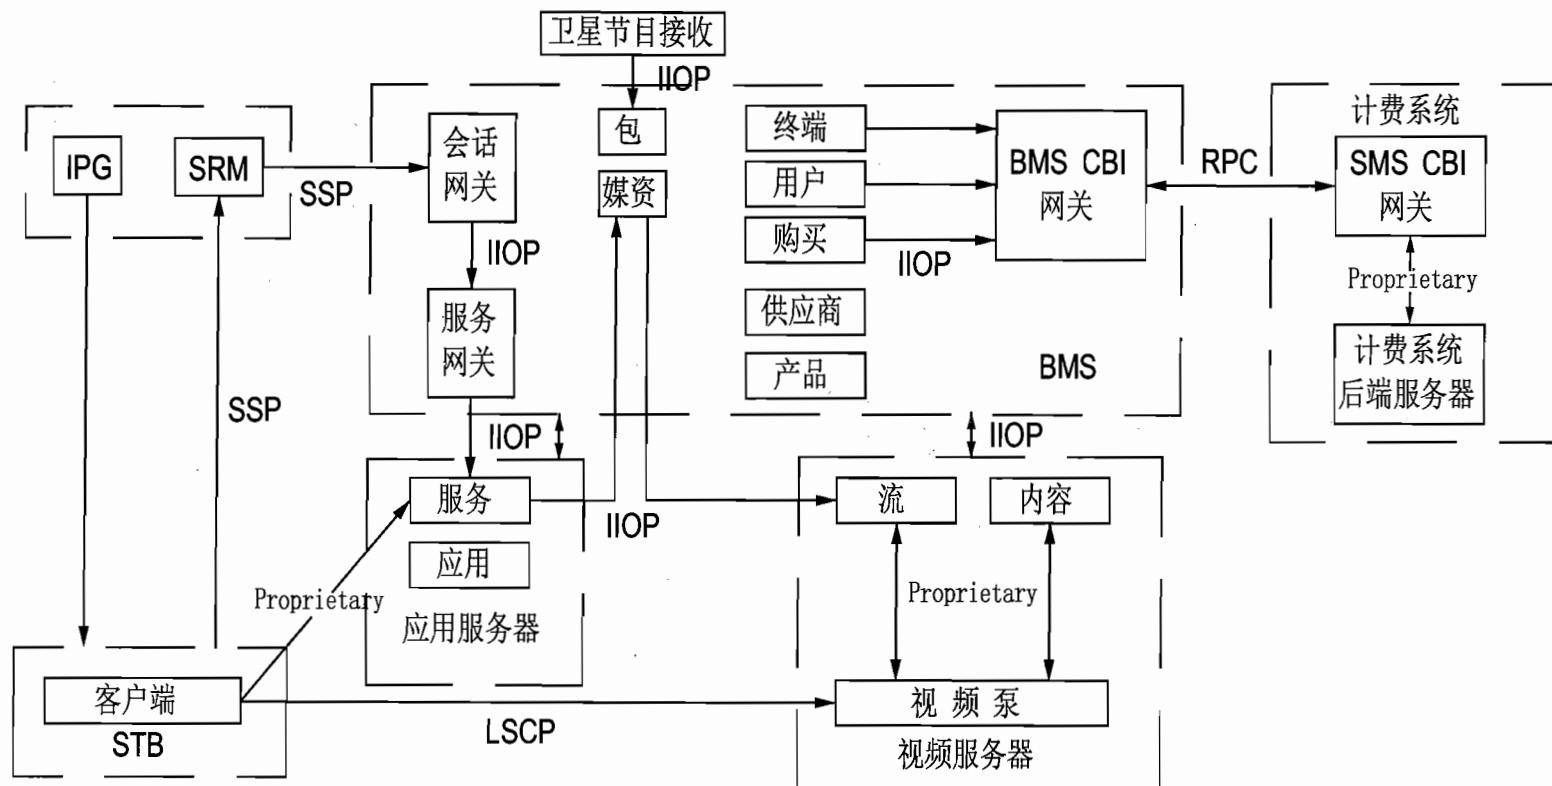 卫星节目接收
IIOP
计费系统
IPG
SRM
SSP
会话
网关
包
媒资
终端
用户
购买
供应商
产品
IIOP
BMS CBI
网关
RPC
SMS CBI
网关
IIOP
Proprietary
服务
网关
计费系统
后端服务器
BMS
SSP
IIOP
IIOP
服务
IIOP
流
内容
应用
Proprietary
应用服务器
Proprietary
客户端
STB
LSCP
视频泵
视频服务器